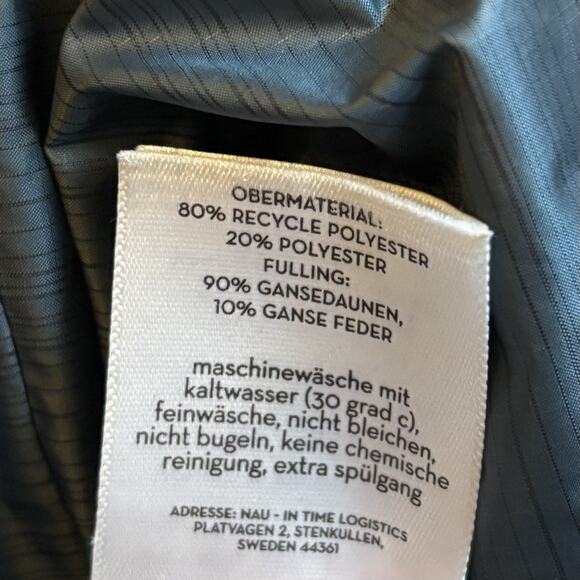 OBERMATERIAL:
80% RECYCLE POLYESTER
20% POLYESTER
FULLING:
90% GANSEDAUNEN,
10% GANSE FEDER
maschinewäsche mit
kaltwasser (30 grad c),
feinwäsche, nicht bleichen,
nicht bugeln, keine chemische
reinigung, extra spülgang
ADRESSE: NAU - IN TIME LOGISTICS
PLATVAGEN 2, STENKULLEN,
SWEDEN 44361